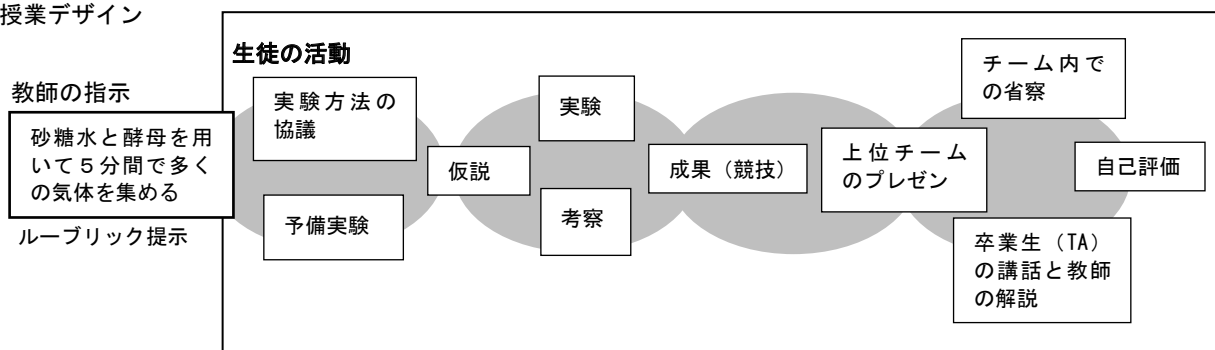 授業デザイン
生徒の活動
教師の指示
砂糖水と酵母を用
いて５分間で多く
の気体を集める
ルーブリック提示
実験方法の
協議
予備実験
仮説
実験
考察
成果（競技）
上位チーム
のプレゼン
チーム内で
の省察
自己評価
卒業生（TA）
の講話と教師
の解説